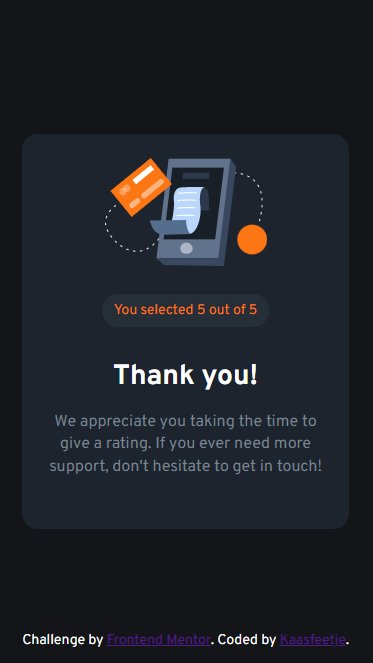 You selected 5 out of 5
Thank you!
We appreciate you taking the time to
give a rating. If you ever need more
support, don't hesitate to get in touch!
Challenge by Frontend Mentor. Coded by Kaasfeetje.